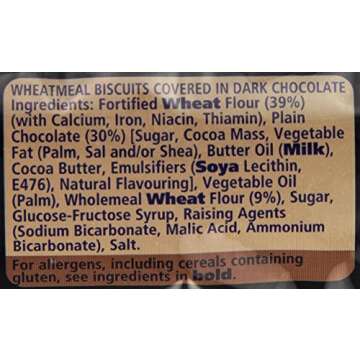 WHEATMEAL BISCUITS COVERED IN DARK CHOCOLATE
Ingredients: Fortified Wheat Flour (39%)
(with Calcium, Iron, Niacin, Thiamin), Plain
Chocolate (30%) [Sugar, Cocoa Mass, Vegetable
Fat (Palm, Sal and/or Shea), Butter Oil (Milk),
Cocoa Butter, Emulsifiers (Soya Lecithin,
E476), Natural Flavouring], Vegetable Oil
(Palm), Wholemeal Wheat Flour (9%), Sugar,
Glucose-Fructose Syrup, Raising Agents
(Sodium Bicarbonate, Malic Acid, Ammonium
Bicarbonate), Salt.
For allergens, including cereals containing
gluten, see ingredients in bold.